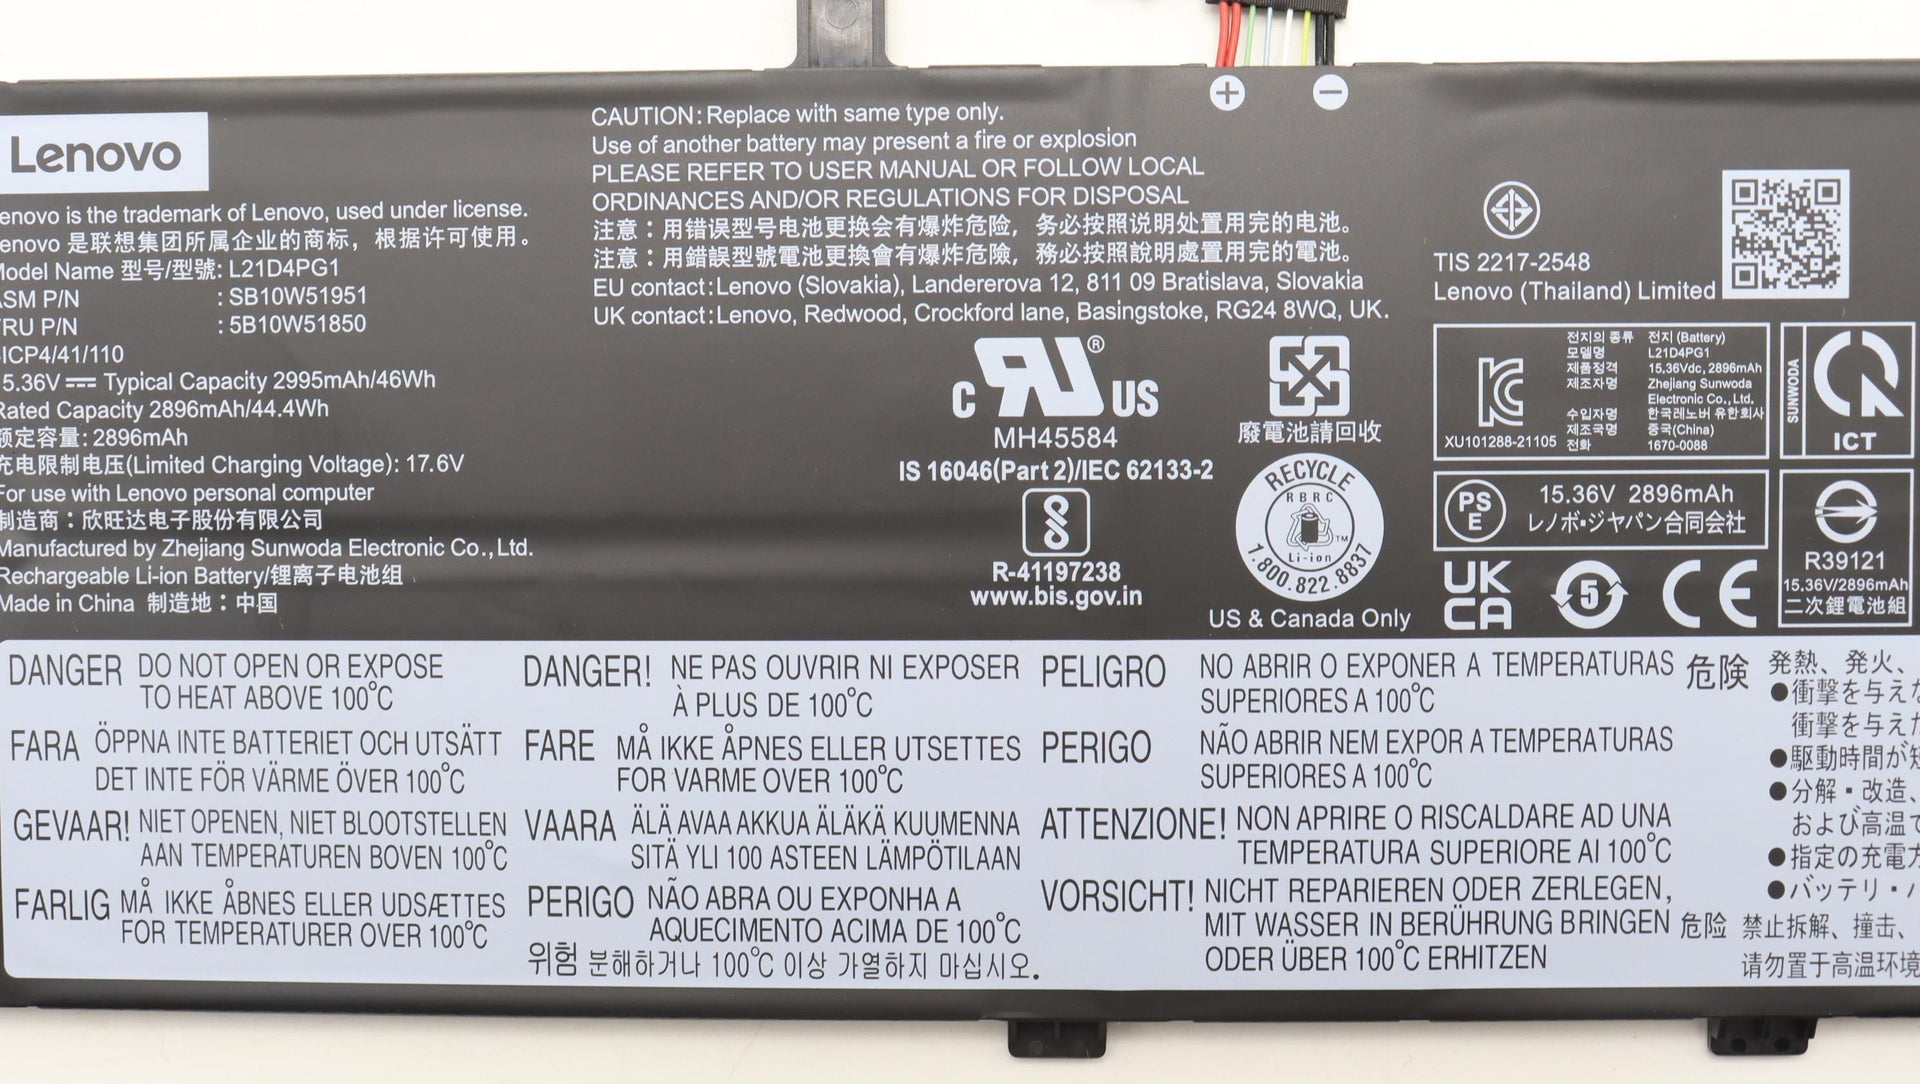 Lenovo
enovo is the trademark of Lenovo, used under license.
enovo 是联想集团所属企业的商标，根据许可使用。
Model Name 型号/型號: L21D4PG1
ASM P/N : SB10W51951
FRU P/N : 5B10W51850
ICP4/41/110
5.36V Typical Capacity 2995mAh/46Wh
Rated Capacity 2896mAh/44.4Wh
额定容量: 2896mAh
充电限制电压(Limited Charging Voltage): 17.6V
For use with Lenovo personal computer
制造商：欣旺达电子股份有限公司
Manufactured by Zhejiang Sunwoda Electronic Co., Ltd.
Rechargeable Li-ion Battery/锂离子电池组
Made in China 制造地：中国
+ −
CAUTION: Replace with same type only.
Use of another battery may present a fire or explosion
PLEASE REFER TO USER MANUAL OR FOLLOW LOCAL
ORDINANCES AND/OR REGULATIONS FOR DISPOSAL
注意：用错误型号电池更换会有爆炸危险，务必按照说明处置用完的电池。
注意：用錯誤型號電池更換會有爆炸危險，務必按照說明處置用完的電池。
EU contact: Lenovo (Slovakia), Landererova 12, 811 09 Bratislava, Slovakia
UK contact: Lenovo, Redwood, Crockford lane, Basingstoke, RG24 8WQ, UK.
C RU ® US
MH45584
IS 16046(Part 2)/IEC 62133-2
R-41197238
www.bis.gov.in
廢電池請回收
RECYCLE
RBRC
TM
Li-ion
1.800.822.8837
US & Canada Only
TIS 2217-2548
Lenovo (Thailand) Limited
XU101288-21105
전지의 종류 전지 (Battery)
모델명 L21D4PG1
제품정격 15.36Vdc, 2896mAh
제조자명 Zhejiang Sunwoda
Electronic Co., Ltd.
수입자명 한국레노버 유한회사
제조국명 중국(China)
전화 1670-0088
SUNWODA
ICT
PS
E
15.36V 2896mAh
レノボ・ジャパン合同会社
R39121
15.36V/2896mAh
二次鋰電池組
UK
CA
5
CE
DANGER DO NOT OPEN OR EXPOSE
TO HEAT ABOVE 100°C
FARA ÖPPNA INTE BATTERIET OCH UTSÄTT
DET INTE FÖR VÄRME ÖVER 100°C
GEVAAR! NIET OPENEN, NIET BLOOTSTELLEN
AAN TEMPERATUREN BOVEN 100°C
FARLIG MÅ IKKE ÅBNES ELLER UDSÆTTES
FOR TEMPERATURER OVER 100°C
DANGER! NE PAS OUVRIR NI EXPOSER
À PLUS DE 100°C
FARE MÅ IKKE ÅPNES ELLER UTSETTES
FOR VARME OVER 100°C
VAARA ÄLÄ AVAA AKKUA ÄLÄKÄ KUUMENNA
SITÄ YLI 100 ASTEEN LÄMPÖTILAAN
PERIGO NÃO ABRA OU EXPONHA A
AQUECIMENTO ACIMA DE 100°C
위험 분해하거나 100°C 이상 가열하지 마십시오.
PELIGRO NO ABRIR O EXPONER A TEMPERATURAS
SUPERIORES A 100°C
PERIGO NÃO ABRIR NEM EXPOR A TEMPERATURAS
SUPERIORES A 100°C
ATTENZIONE! NON APRIRE O RISCALDARE AD UNA
TEMPERATURA SUPERIORE AI 100°C
VORSICHT! NICHT REPARIEREN ODER ZERLEGEN,
MIT WASSER IN BERÜHRUNG BRINGEN
ODER ÜBER 100°C ERHITZEN
危険 発熱、発火、
●衝撃を与えた
衝撃を与えた
●駆動時間が短
●分解・改造、
および高温で
●指定の充電方
●バッテリ・パ
危险 禁止拆解、撞击、
请勿置于高温环境